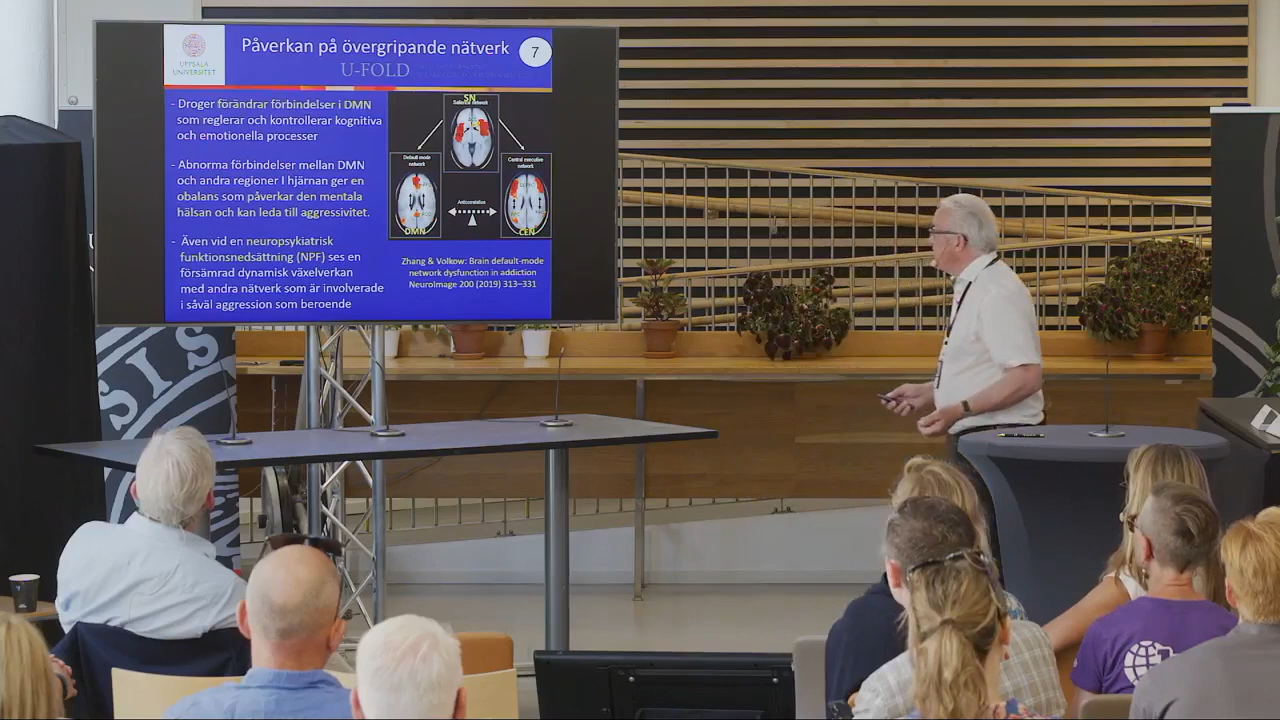 UPPSALA
UNIVERSITET
Påverkan på övergripande nätverk
7
U-FOLD
- Droger förändrar förbindelser i DMN
som reglerar och kontrollerar kognitiva
och emotionella processer
- Abnorma förbindelser mellan DMN
och andra regioner I hjärnan ger en
obalans som påverkar den mentala
hälsan och kan leda till aggressivitet.
- Även vid en neuropsykiatrisk
funktionsnedsättning (NPF) ses en
försämrad dynamisk växelverkan
med andra nätverk som är involverade
i såväl aggression som beroende
SN
Salience network
Default mode
network
Central executive
network
Anticorrelation
DMN
CEN
Zhang & Volkow: Brain default-mode
network dysfunction in addiction
NeuroImage 200 (2019) 313–331
SIS